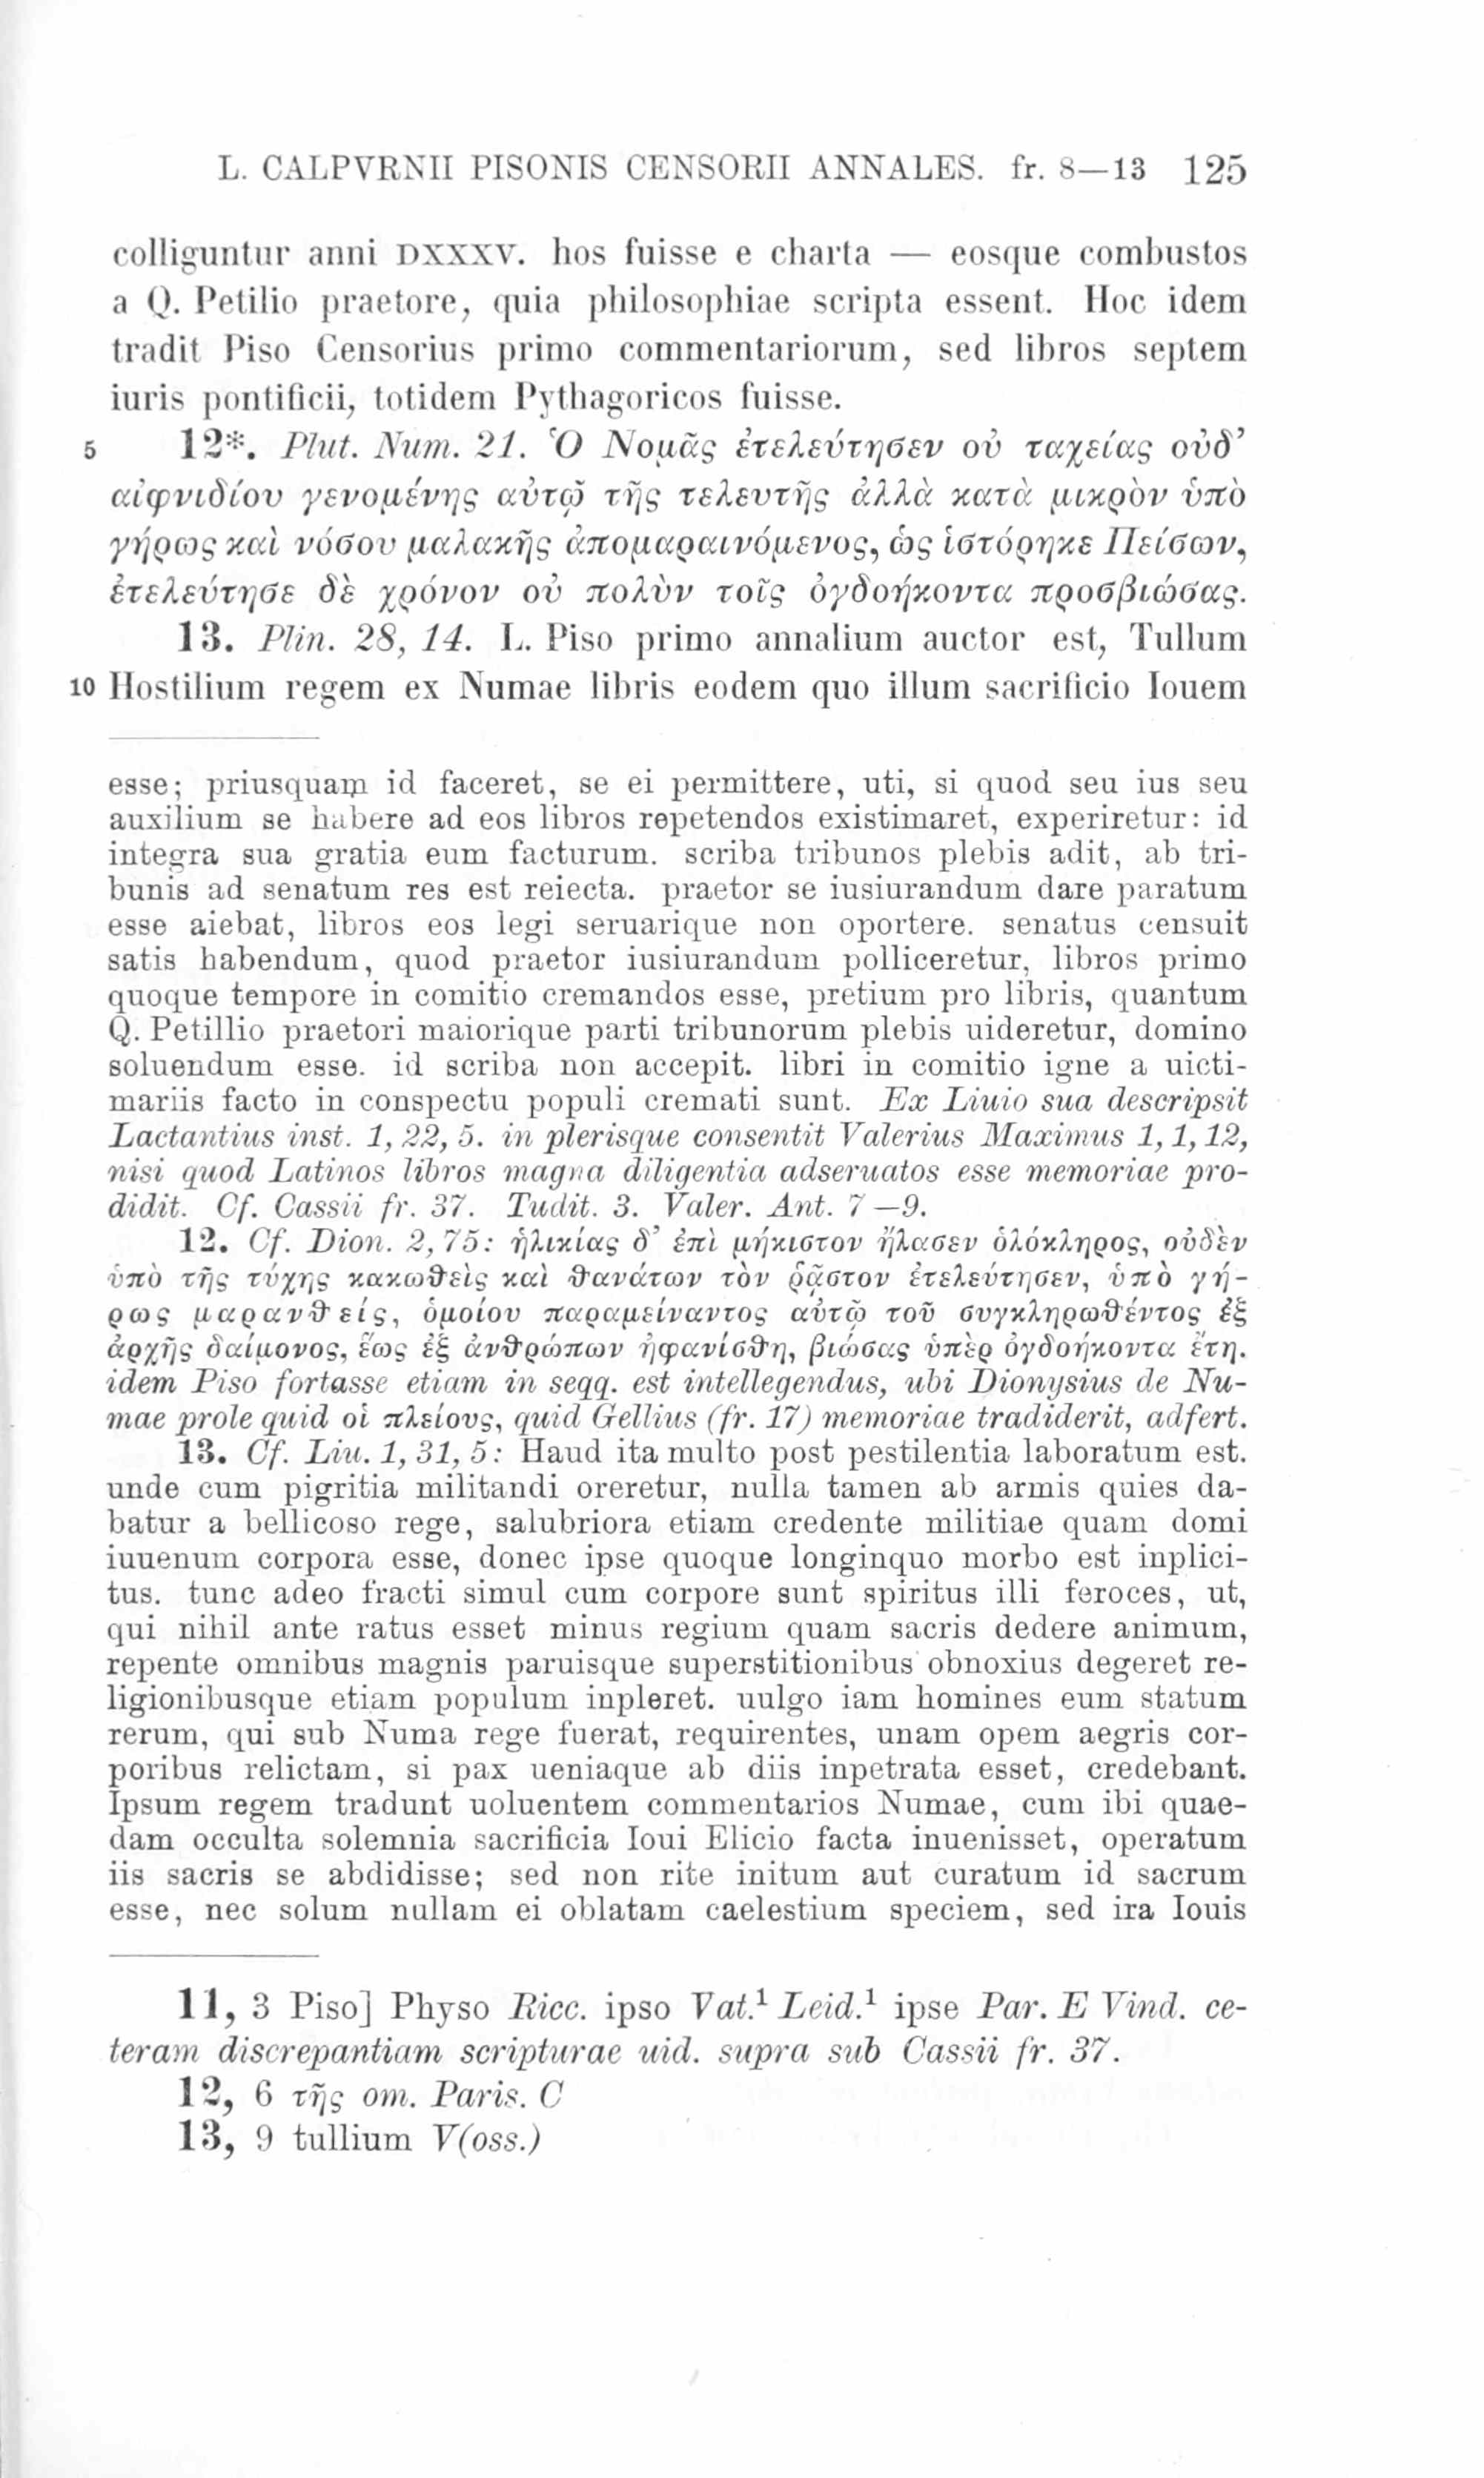 L. CALPVRNII PISONIS CENSORII ANNALES. fr. 8—13 125
colliguntur anni DXXXV. hos fuisse e charta — eosque combustos
a Q. Petilio praetore, quia philosophiae scripta essent. Hoc idem
tradit Piso Censorius primo commentariorum, sed libros septem
iuris pontificii, totidem Pythagoricos fuisse.
5 12*. Plut. Num. 21. Ὁ Νομᾶς ἐτελεύτησεν οὐ ταχείας οὐδ’
αἰφνιδίου γενομένης αὐτῷ τῆς τελευτῆς ἀλλὰ κατὰ μικρὸν ὑπὸ
γήρως καὶ νόσου μαλακῆς ἀπομαραινόμενος, ὡς ἱστόρηκε Πείσων,
ἐτελεύτησε δὲ χρόνον οὐ πολὺν τοῖς ὀγδοήκοντα προσβιώσας.
13. Plin. 28, 14. L. Piso primo annalium auctor est, Tullum
10 Hostilium regem ex Numae libris eodem quo illum sacrificio Iouem
esse; priusquam id faceret, se ei permittere, uti, si quod seu ius seu
auxilium se habere ad eos libros repetendos existimaret, experiretur: id
integra sua gratia eum facturum. scriba tribunos plebis adit, ab tri-
bunis ad senatum res est reiecta. praetor se iusiurandum dare paratum
esse aiebat, libros eos legi seruarique non oportere. senatus censuit
satis habendum, quod praetor iusiurandum polliceretur, libros primo
quoque tempore in comitio cremandos esse, pretium pro libris, quantum
Q. Petillio praetori maiorique parti tribunorum plebis uideretur, domino
soluendum esse. id scriba non accepit. libri in comitio igne a uicti-
mariis facto in conspectu populi cremati sunt. Ex Liuio sua descripsit
Lactantius inst. 1, 22, 5. in plerisque consentit Valerius Maximus 1, 1, 12,
nisi quod Latinos libros magna diligentia adseruatos esse memoriae pro-
didit. Cf. Cassii fr. 37. Tudit. 3. Valer. Ant. 7—9.
12. Cf. Dion. 2, 75: ἡλικίας δ’ ἐπὶ μήκιστον ἤλασεν ὁλόκληρος, οὐδὲν
ὑπὸ τῆς τύχης κακωθεὶς καὶ θανάτων τὸν ῥᾷστον ἐτελεύτησεν, ὑπὸ γή-
ρως μαρανθείς, ὁμοίου παραμείναντος αὐτῷ τοῦ συγκληρωθέντος ἐξ
ἀρχῆς δαίμονος, ἕως ἐξ ἀνθρώπων ἠφανίσθη, βιώσας ὑπὲρ ὀγδοήκοντα ἔτη.
idem Piso fortasse etiam in seqq. est intellegendus, ubi Dionysius de Nu-
mae prole quid οἱ πλείους, quid Gellius (fr. 17) memoriae tradiderit, adfert.
13. Cf. Liu. 1, 31, 5: Haud ita multo post pestilentia laboratum est.
unde cum pigritia militandi oreretur, nulla tamen ab armis quies da-
batur a bellicoso rege, salubriora etiam credente militiae quam domi
iuuenum corpora esse, donec ipse quoque longinquo morbo est inplici-
tus. tunc adeo fracti simul cum corpore sunt spiritus illi feroces, ut,
qui nihil ante ratus esset minus regium quam sacris dedere animum,
repente omnibus magnis paruisque superstitionibus obnoxius degeret re-
ligionibusque etiam populum inpleret. uulgo iam homines eum statum
rerum, qui sub Numa rege fuerat, requirentes, unam opem aegris cor-
poribus relictam, si pax ueniaque ab diis inpetrata esset, credebant.
Ipsum regem tradunt uoluentem commentarios Numae, cum ibi quae-
dam occulta solemnia sacrificia Ioui Elicio facta inuenisset, operatum
iis sacris se abdidisse; sed non rite initum aut curatum id sacrum
esse, nec solum nullam ei oblatam caelestium speciem, sed ira Iouis
11, 3 Piso] Physo Ricc. ipso Vat.¹ Leid.¹ ipse Par. E Vind. ce-
teram discrepantiam scripturae uid. supra sub Cassii fr. 37.
12, 6 τῆς om. Paris. C
13, 9 tullium V(oss.)